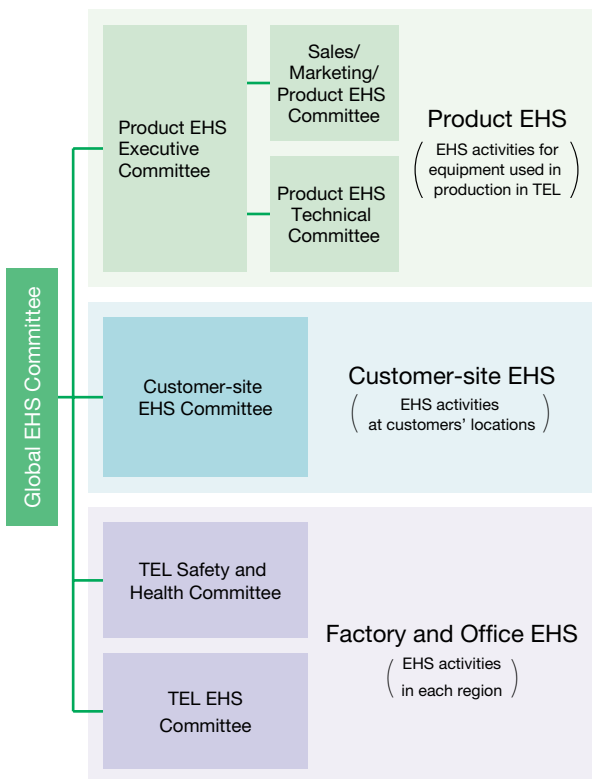 Global EHS Committee
Product EHS
Executive
Committee
Sales/
Marketing/
Product EHS
Committee
Product EHS
Technical
Committee
Product EHS
( EHS activities for
equipment used in
production in TEL )
Customer-site
EHS Committee
Customer-site EHS
( EHS activities
at customers’ locations )
TEL Safety and
Health Committee
TEL EHS
Committee
Factory and Office EHS
( EHS activities
in each region )